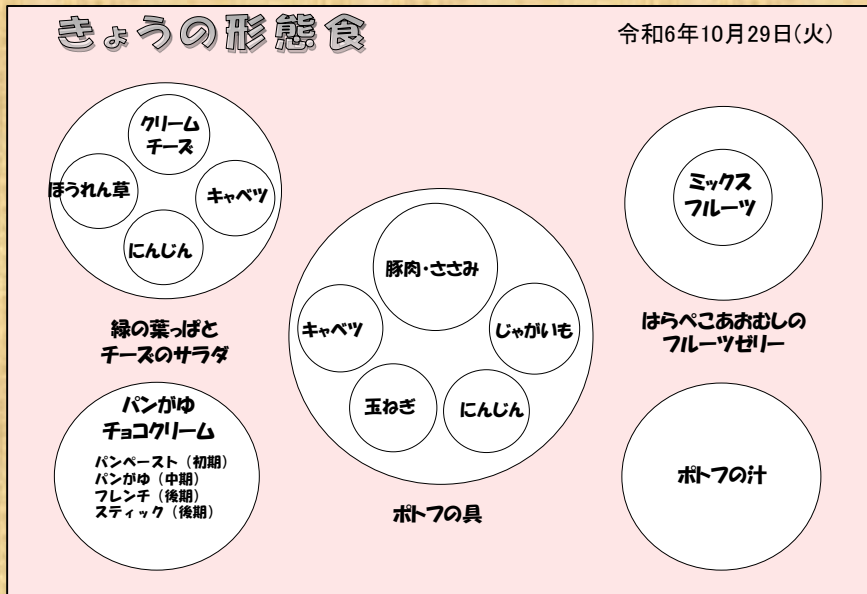 きょうの形態食
令和6年10月29日(火)
クリーム
チーズ
ほうれん草
キャベツ
にんじん
緑の葉っぱと
チーズのサラダ
豚肉・ささみ
キャベツ
じゃがいも
玉ねぎ
にんじん
ポトフの具
ミックス
フルーツ
はらぺこあおむしの
フルーツゼリー
パンがゆ
チョコクリーム
パンペースト（初期）
パンがゆ（中期）
フレンチ（後期）
スティック（後期）
ポトフの汁